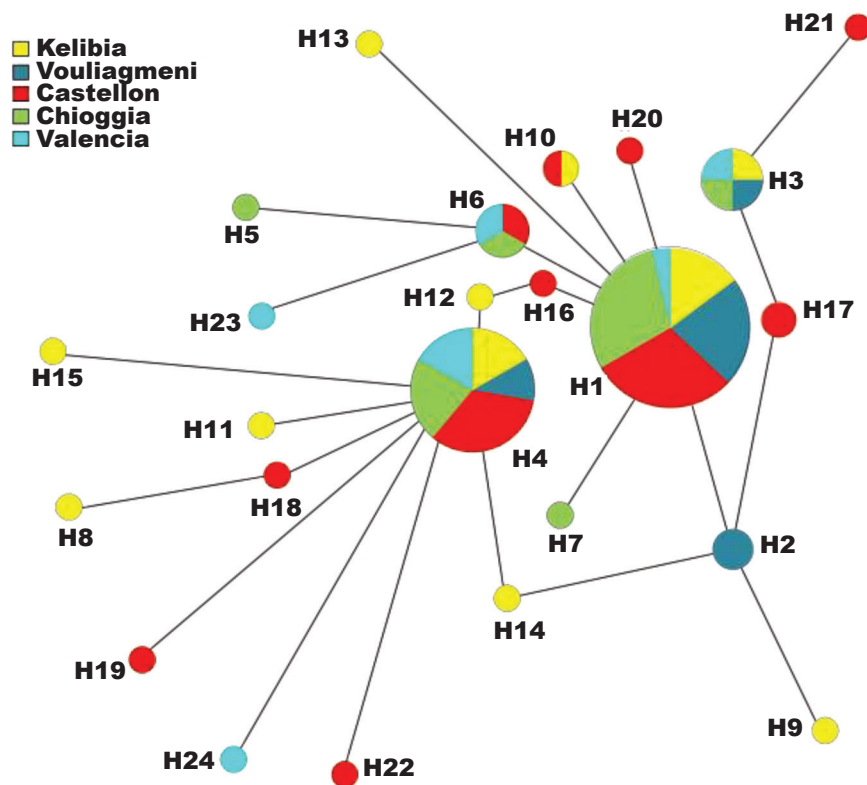 Kelibia
Vouliagmeni
Castellon
Chioggia
Valencia
H13
H21
H10
H20
H3
H6
H5
H12
H16
H23
H17
H15
H1
H11
H4
H18
H8
H7
H2
H14
H19
H9
H24
H22